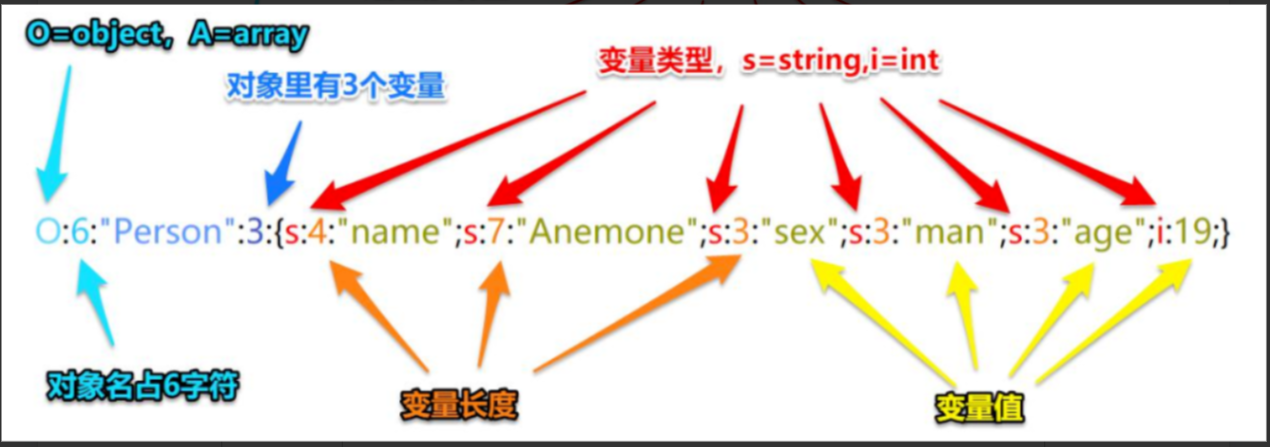 O=object，A=array
变量类型，s=string,i=int
对象里有3个变量
O:6:"Person":3:{s:4:"name";s:7:"Anemone";s:3:"sex";s:3:"man";s:3:"age";i:19;}
对象名占6字符
变量长度
变量值